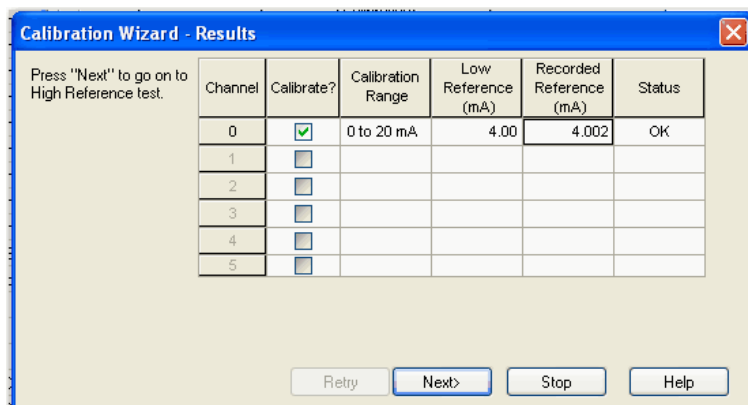 Calibration Wizard - Results
Press "Next" to go on to
High Reference test.
Channel Calibrate? Calibration Range Low Reference (mA) Recorded Reference (mA) Status
0 0 to 20 mA 4.00 4.002 OK
1
2
3
4
5
Retry Next> Stop Help